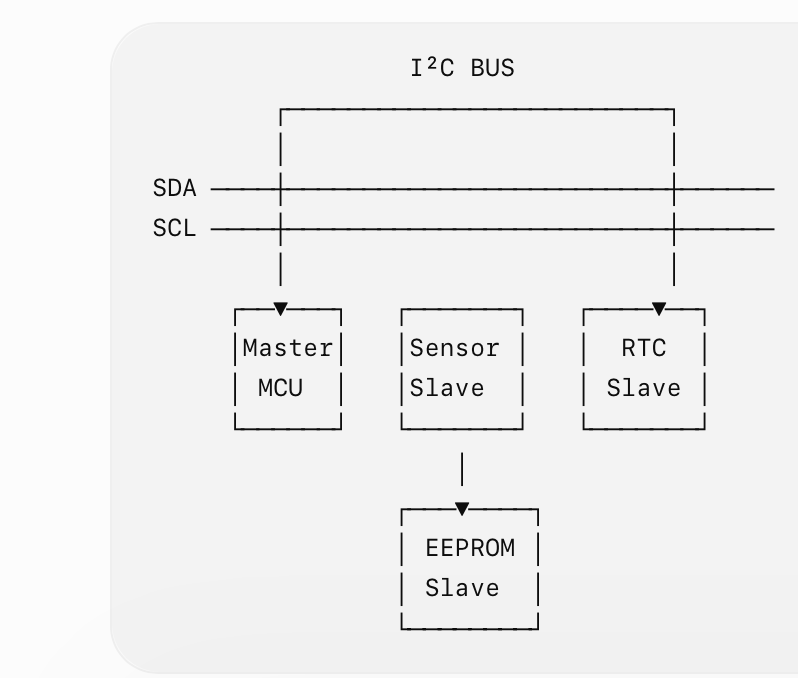 I²C BUS
SDA
SCL
Master
MCU
Sensor
Slave
RTC
Slave
EEPROM
Slave